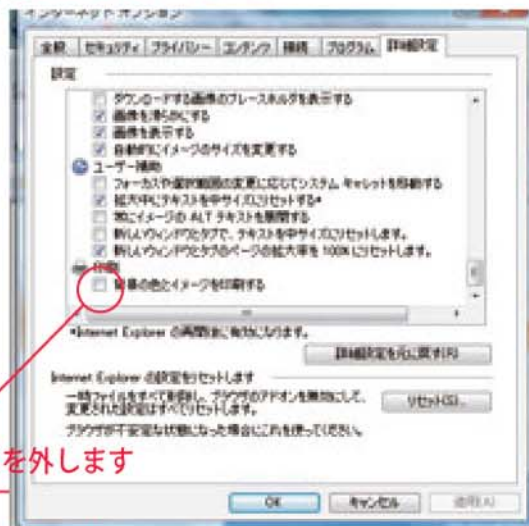 インターネット オプション
全般 セキュリティ プライバシー コンテンツ 接続 プログラム 詳細設定
設定
ダウンロードする画像のプレースホルダを表示する
画像を滑らかにする
画像を表示する
自動的にイメージのサイズを変更する
ユーザー補助
フォーカスや選択範囲の変更に応じてシステム キャレットを移動する
拡大中にテキストを中サイズにリセットする*
常にイメージの ALT テキストを展開する
新しいウィンドウとタブで、テキストを中サイズにリセットします。
新しいウィンドウとタブのページの拡大率を 100% にリセットします。
印刷
背景の色とイメージを印刷する
*Internet Explorer の再開後に有効になります。
詳細設定を元に戻す(R)
Internet Explorer の設定をリセットします
一時ファイルをすべて削除し、ブラウザのアドオンを無効にして、
変更された設定はすべてリセットします。
リセット(S)...
ブラウザが不安定な状態になった場合にこれを使ってください。
を外します
OK キャンセル 適用(A)